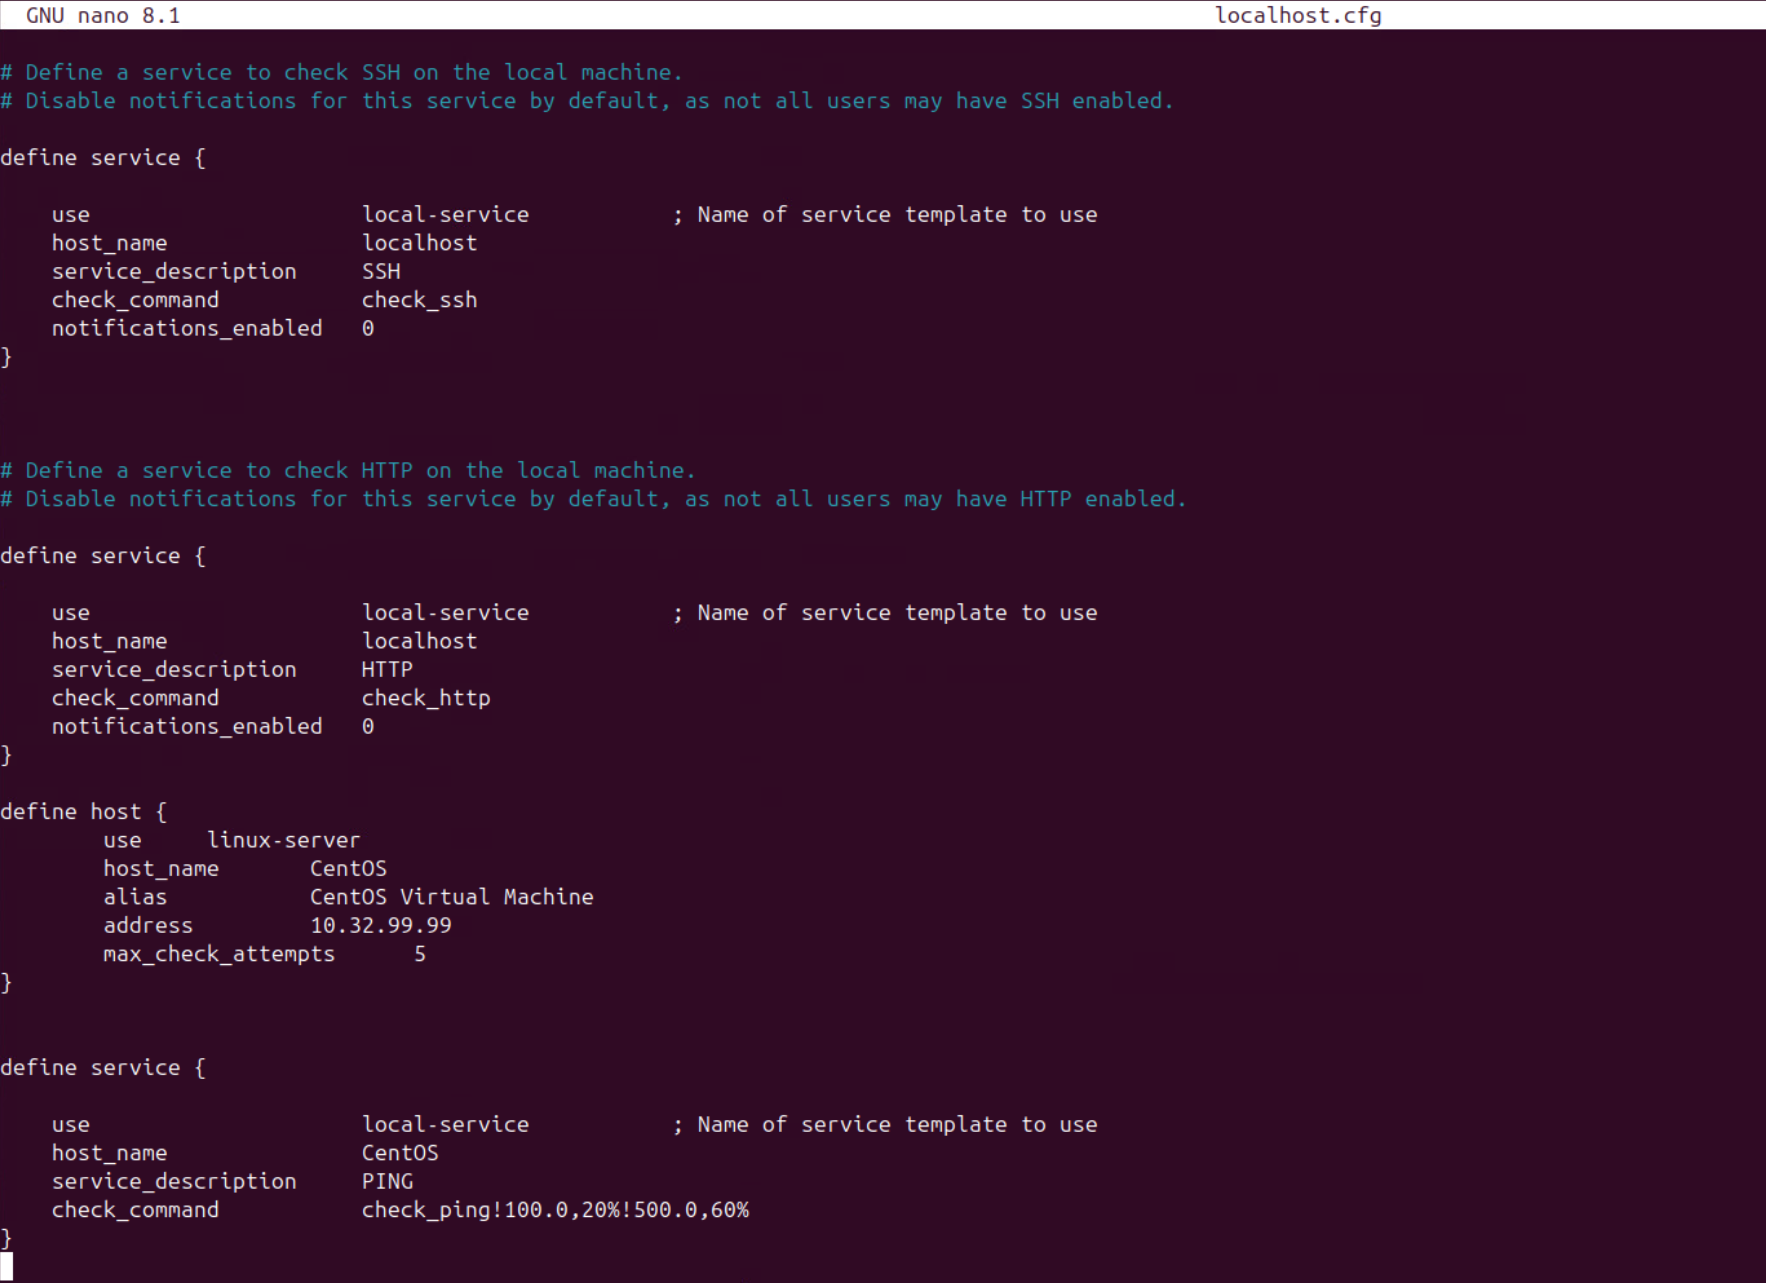 GNU nano 8.1 localhost.cfg
# Define a service to check SSH on the local machine.
# Disable notifications for this service by default, as not all users may have SSH enabled.
define service {
use local-service ; Name of service template to use
host_name localhost
service_description SSH
check_command check_ssh
notifications_enabled 0
}
# Define a service to check HTTP on the local machine.
# Disable notifications for this service by default, as not all users may have HTTP enabled.
define service {
use local-service ; Name of service template to use
host_name localhost
service_description HTTP
check_command check_http
notifications_enabled 0
}
define host {
use linux-server
host_name CentOS
alias CentOS Virtual Machine
address 10.32.99.99
max_check_attempts 5
}
define service {
use local-service ; Name of service template to use
host_name CentOS
service_description PING
check_command check_ping!100.0,20%!500.0,60%
}